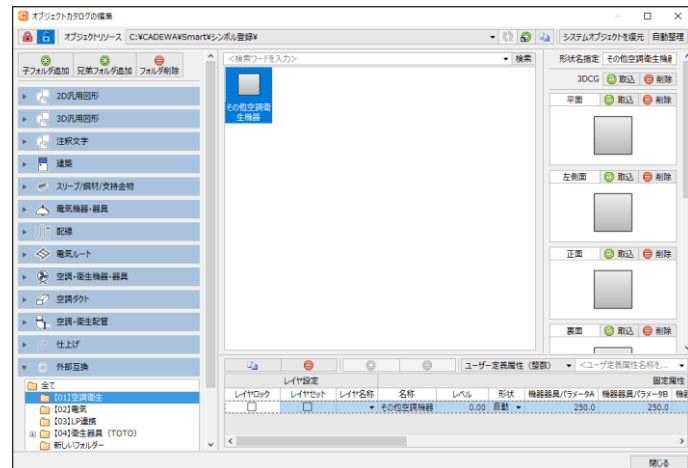 オブジェクトカタログの編集
オブジェクトリソース C:¥CADEWA¥Smart¥シンボル登録¥ システムオブジェクトを復元 自動整理
子フォルダ追加 兄弟フォルダ追加 フォルダ削除
2D汎用図形
3D汎用図形
注釈文字
建築
スリーブ/鋼材/支持金物
電気機器・器具
配線
電気ルート
空調・衛生機器・器具
空調ダクト
空調・衛生配管
仕上げ
外部互換
全て
【01】空調衛生
【02】電気
【03】LP連携
【04】衛生器具（TOTO）
新しいフォルダー
<検索ワードを入力> 検索
その他空調衛
生機器
形状名指定 その他空調衛生機器
3DCG 取込 削除
平面 取込 削除
左側面 取込 削除
正面 取込 削除
裏面 取込 削除
ユーザー定義属性（整数） <ユーザ定義属性名称を...
レイヤ設定 固定属性
レイヤロック レイヤセット レイヤ名称 名称 レベル 形状 機器器具パラメータA 機器器具パラメータB 機器
その他空調機器 0.00 自動 250.0 250.0
閉じる